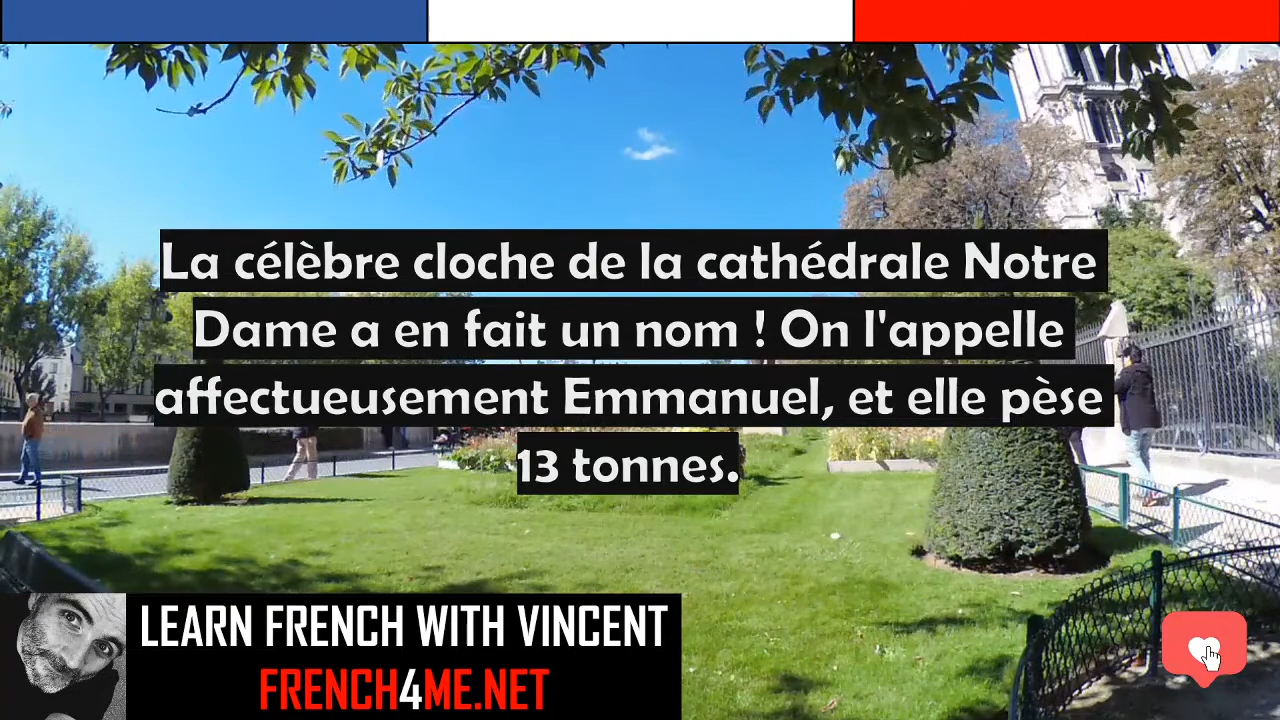 La célèbre cloche de la cathédrale Notre
Dame a en fait un nom ! On l'appelle
affectueusement Emmanuel, et elle pèse
13 tonnes.
LEARN FRENCH WITH VINCENT
FRENCH4ME.NET